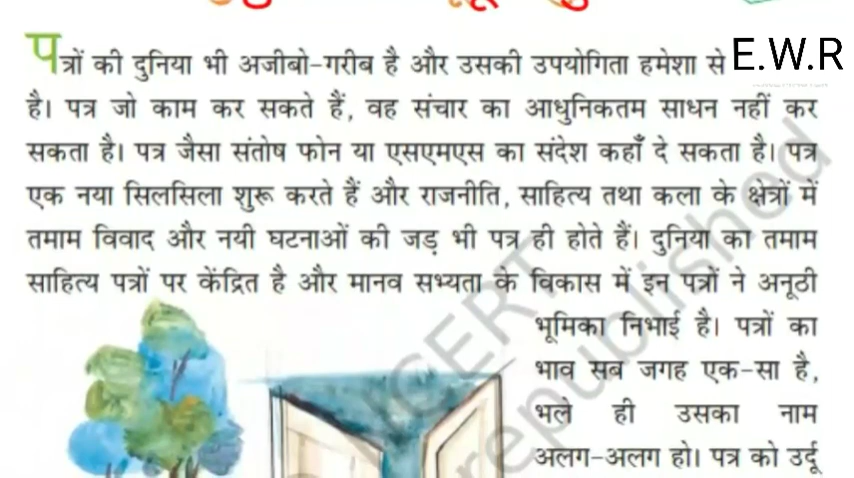 E.W.R
पत्रों की दुनिया भी अजीबो-गरीब है और उसकी उपयोगिता हमेशा से
है। पत्र जो काम कर सकते हैं, वह संचार का आधुनिकतम साधन नहीं कर
सकता है। पत्र जैसा संतोष फोन या एसएमएस का संदेश कहाँ दे सकता है। पत्र
एक नया सिलसिला शुरू करते हैं और राजनीति, साहित्य तथा कला के क्षेत्रों में
तमाम विवाद और नयी घटनाओं की जड़ भी पत्र ही होते हैं। दुनिया का तमाम
साहित्य पत्रों पर केंद्रित है और मानव सभ्यता के विकास में इन पत्रों ने अनूठी
भूमिका निभाई है। पत्रों का
भाव सब जगह एक-सा है,
भले ही उसका नाम
अलग-अलग हो। पत्र को उर्दू
NCERT
republished